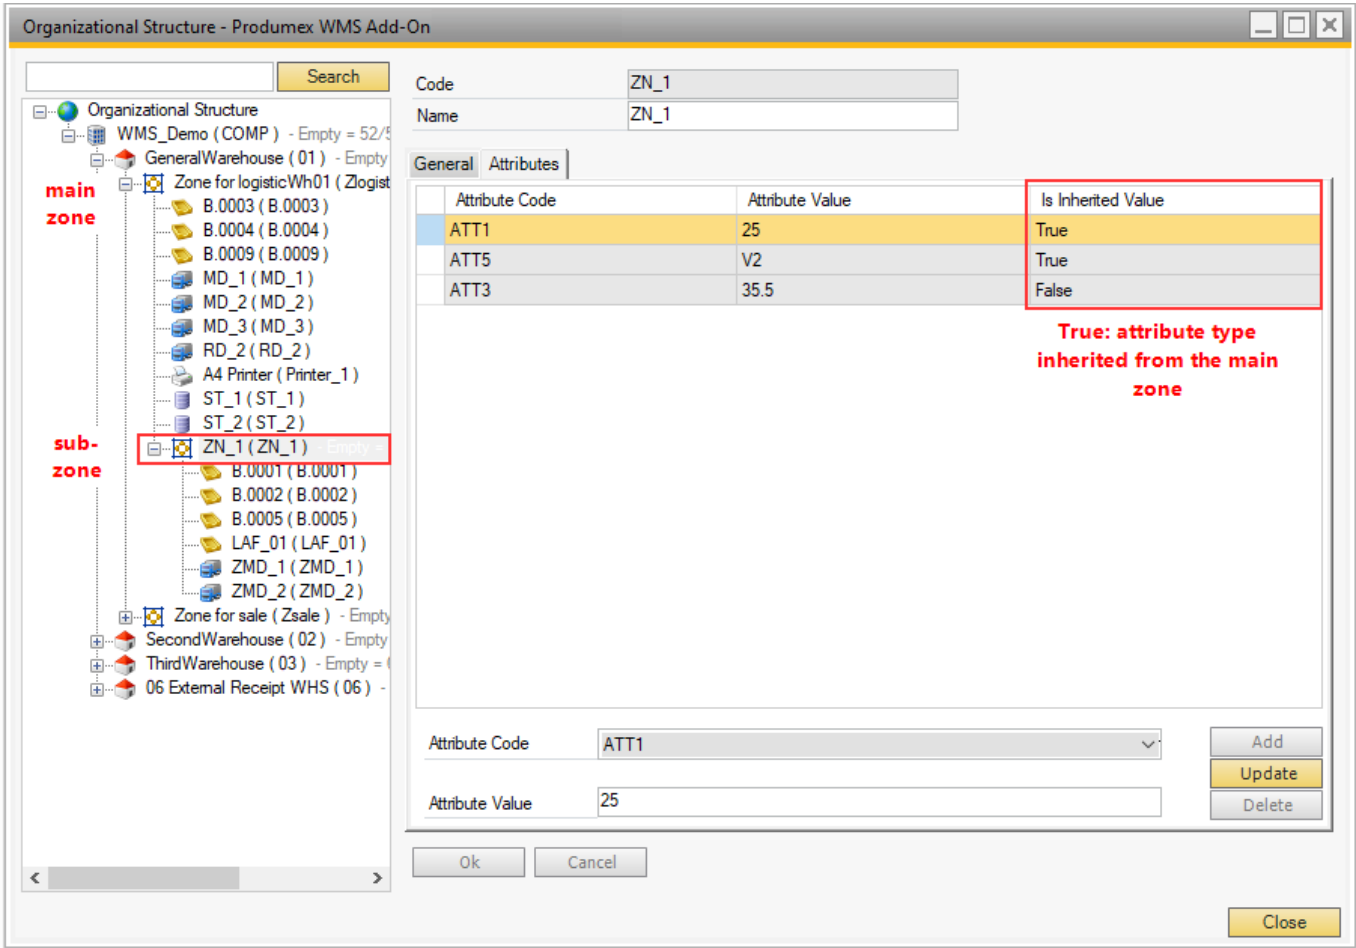 Organizational Structure - Produmex WMS Add-On
Search
Organizational Structure
WMS_Demo ( COMP ) - Empty = 52/5
GeneralWarehouse ( 01 ) - Empty
Zone for logisticWh01 ( Zlogist
B.0003 ( B.0003 )
B.0004 ( B.0004 )
B.0009 ( B.0009 )
MD_1 ( MD_1 )
MD_2 ( MD_2 )
MD_3 ( MD_3 )
RD_2 ( RD_2 )
A4 Printer ( Printer_1 )
ST_1 ( ST_1 )
ST_2 ( ST_2 )
ZN_1 ( ZN_1 ) - Empty =
B.0001 ( B.0001 )
B.0002 ( B.0002 )
B.0005 ( B.0005 )
LAF_01 ( LAF_01 )
ZMD_1 ( ZMD_1 )
ZMD_2 ( ZMD_2 )
Zone for sale ( Zsale ) - Empty
SecondWarehouse ( 02 ) - Empty
ThirdWarehouse ( 03 ) - Empty =
06 External Receipt WHS ( 06 ) -
main
zone
sub-
zone
Code ZN_1
Name ZN_1
General Attributes
Attribute Code Attribute Value Is Inherited Value
ATT1 25 True
ATT5 V2 True
ATT3 35.5 False
True: attribute type
inherited from the main
zone
Attribute Code ATT1
Add
Update
Attribute Value 25
Delete
Ok Cancel
Close